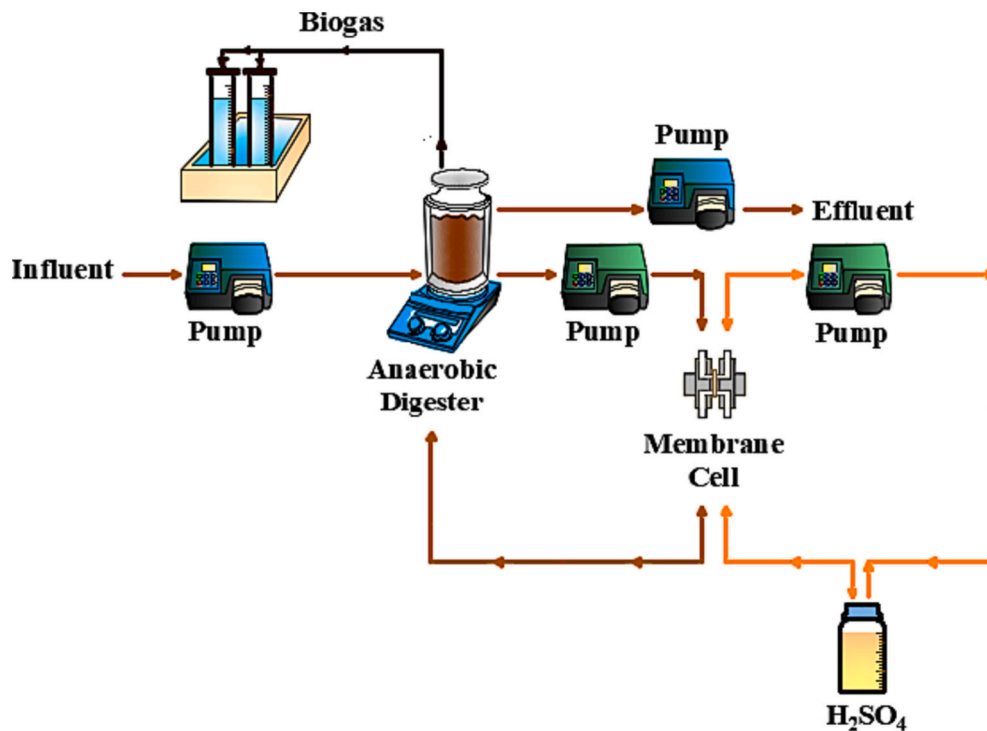 Biogas
Pump
Effluent
Influent
Pump
Pump
Pump
Anaerobic
Digester
Membrane
Cell
H₂SO₄